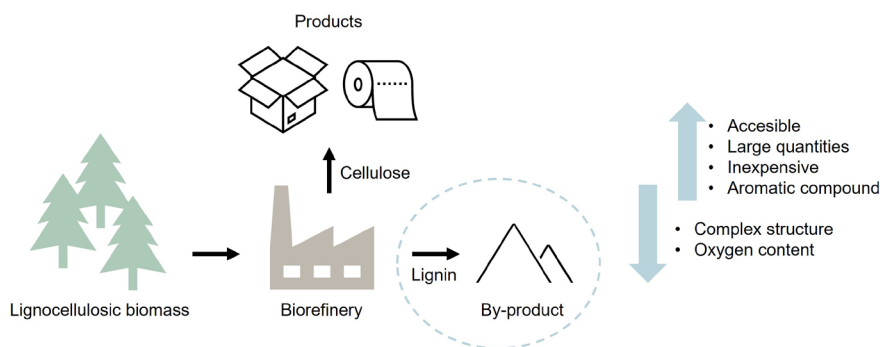 Products
Cellulose
Lignocellulosic biomass
Biorefinery
Lignin
By-product
• Accesible
• Large quantities
• Inexpensive
• Aromatic compound
• Complex structure
• Oxygen content